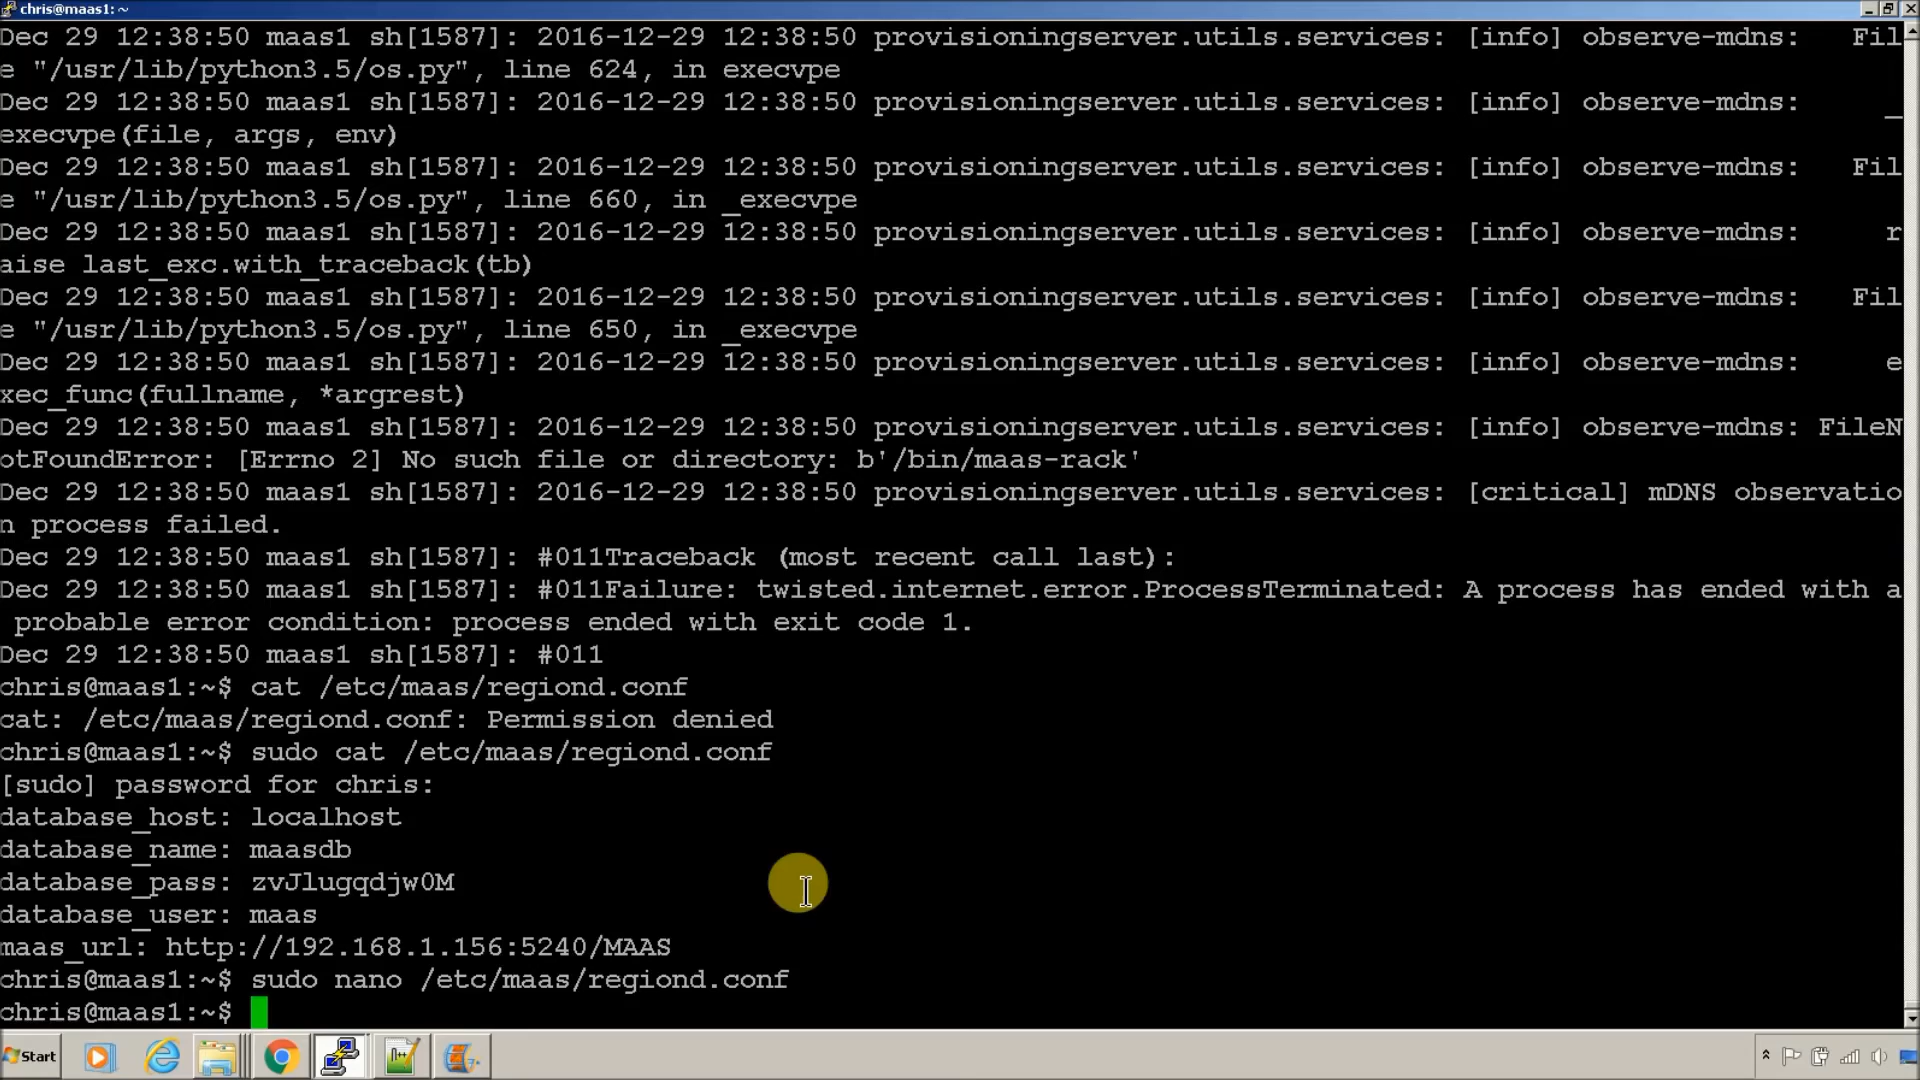 chris@maas1: ~
Dec 29 12:38:50 maas1 sh[1587]: 2016-12-29 12:38:50 provisioningserver.utils.services: [info] observe-mdns:   Fil
e "/usr/lib/python3.5/os.py", line 624, in execvpe
Dec 29 12:38:50 maas1 sh[1587]: 2016-12-29 12:38:50 provisioningserver.utils.services: [info] observe-mdns:     _
execvpe(file, args, env)
Dec 29 12:38:50 maas1 sh[1587]: 2016-12-29 12:38:50 provisioningserver.utils.services: [info] observe-mdns:   Fil
e "/usr/lib/python3.5/os.py", line 660, in _execvpe
Dec 29 12:38:50 maas1 sh[1587]: 2016-12-29 12:38:50 provisioningserver.utils.services: [info] observe-mdns:     r
aise last_exc.with_traceback(tb)
Dec 29 12:38:50 maas1 sh[1587]: 2016-12-29 12:38:50 provisioningserver.utils.services: [info] observe-mdns:   Fil
e "/usr/lib/python3.5/os.py", line 650, in _execvpe
Dec 29 12:38:50 maas1 sh[1587]: 2016-12-29 12:38:50 provisioningserver.utils.services: [info] observe-mdns:     e
xec_func(fullname, *argrest)
Dec 29 12:38:50 maas1 sh[1587]: 2016-12-29 12:38:50 provisioningserver.utils.services: [info] observe-mdns: FileN
otFoundError: [Errno 2] No such file or directory: b'/bin/maas-rack'
Dec 29 12:38:50 maas1 sh[1587]: 2016-12-29 12:38:50 provisioningserver.utils.services: [critical] mDNS observatio
n process failed.
Dec 29 12:38:50 maas1 sh[1587]: #011Traceback (most recent call last):
Dec 29 12:38:50 maas1 sh[1587]: #011Failure: twisted.internet.error.ProcessTerminated: A process has ended with a
 probable error condition: process ended with exit code 1.
Dec 29 12:38:50 maas1 sh[1587]: #011
chris@maas1:~$ cat /etc/maas/regiond.conf
cat: /etc/maas/regiond.conf: Permission denied
chris@maas1:~$ sudo cat /etc/maas/regiond.conf
[sudo] password for chris:
database_host: localhost
database_name: maasdb
database_pass: zvJlugqdjw0M
database_user: maas
maas_url: http://192.168.1.156:5240/MAAS
chris@maas1:~$ sudo nano /etc/maas/regiond.conf
chris@maas1:~$
Start